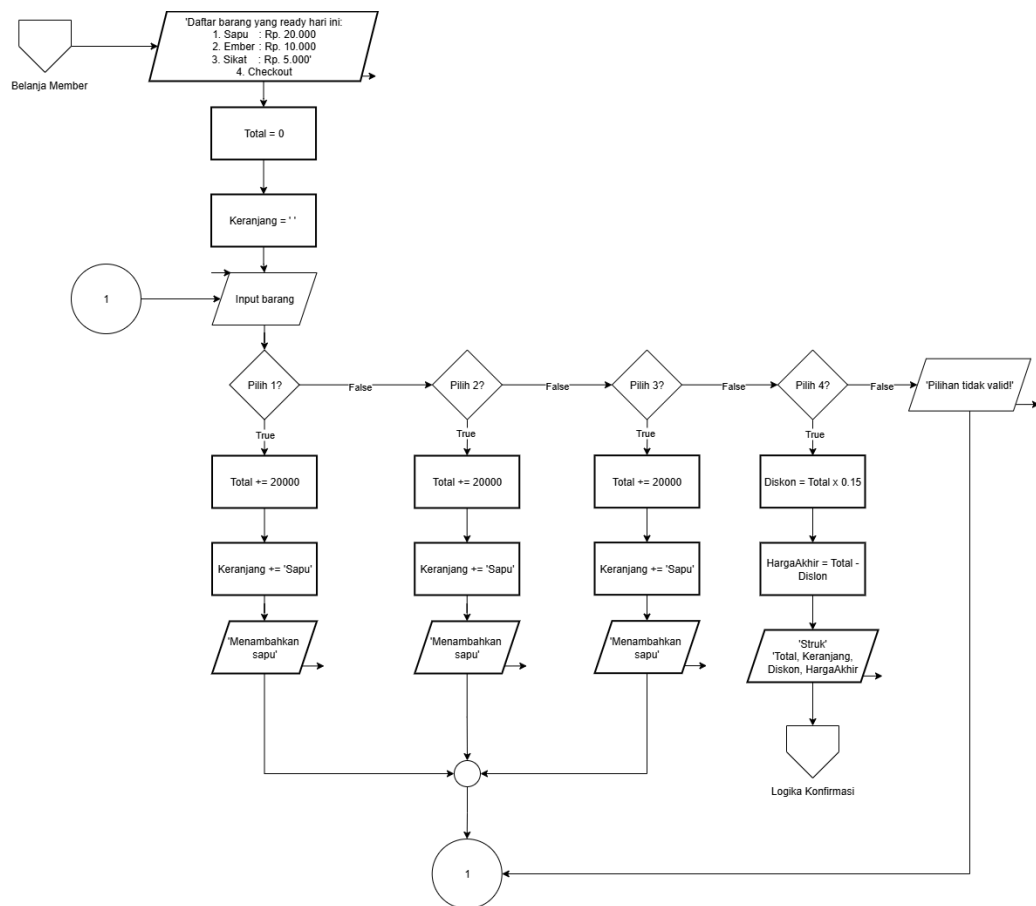 'Daftar barang yang ready hari ini:
1. Sapu : Rp. 20.000
2. Ember : Rp. 10.000
3. Sikat : Rp. 5.000'
4. Checkout
Belanja Member
Total = 0
Keranjang = ' '
1
Input barang
Pilih 1?
False
Pilih 2?
False
Pilih 3?
False
Pilih 4?
False
'Pilihan tidak valid!'
True
True
True
True
Total += 20000
Total += 20000
Total += 20000
Diskon = Total x 0.15
Keranjang += 'Sapu'
Keranjang += 'Sapu'
Keranjang += 'Sapu'
HargaAkhir = Total -
Dislon
'Menambahkan
sapu'
'Menambahkan
sapu'
'Menambahkan
sapu'
'Struk'
'Total, Keranjang,
Diskon, HargaAkhir
Logika Konfirmasi
1